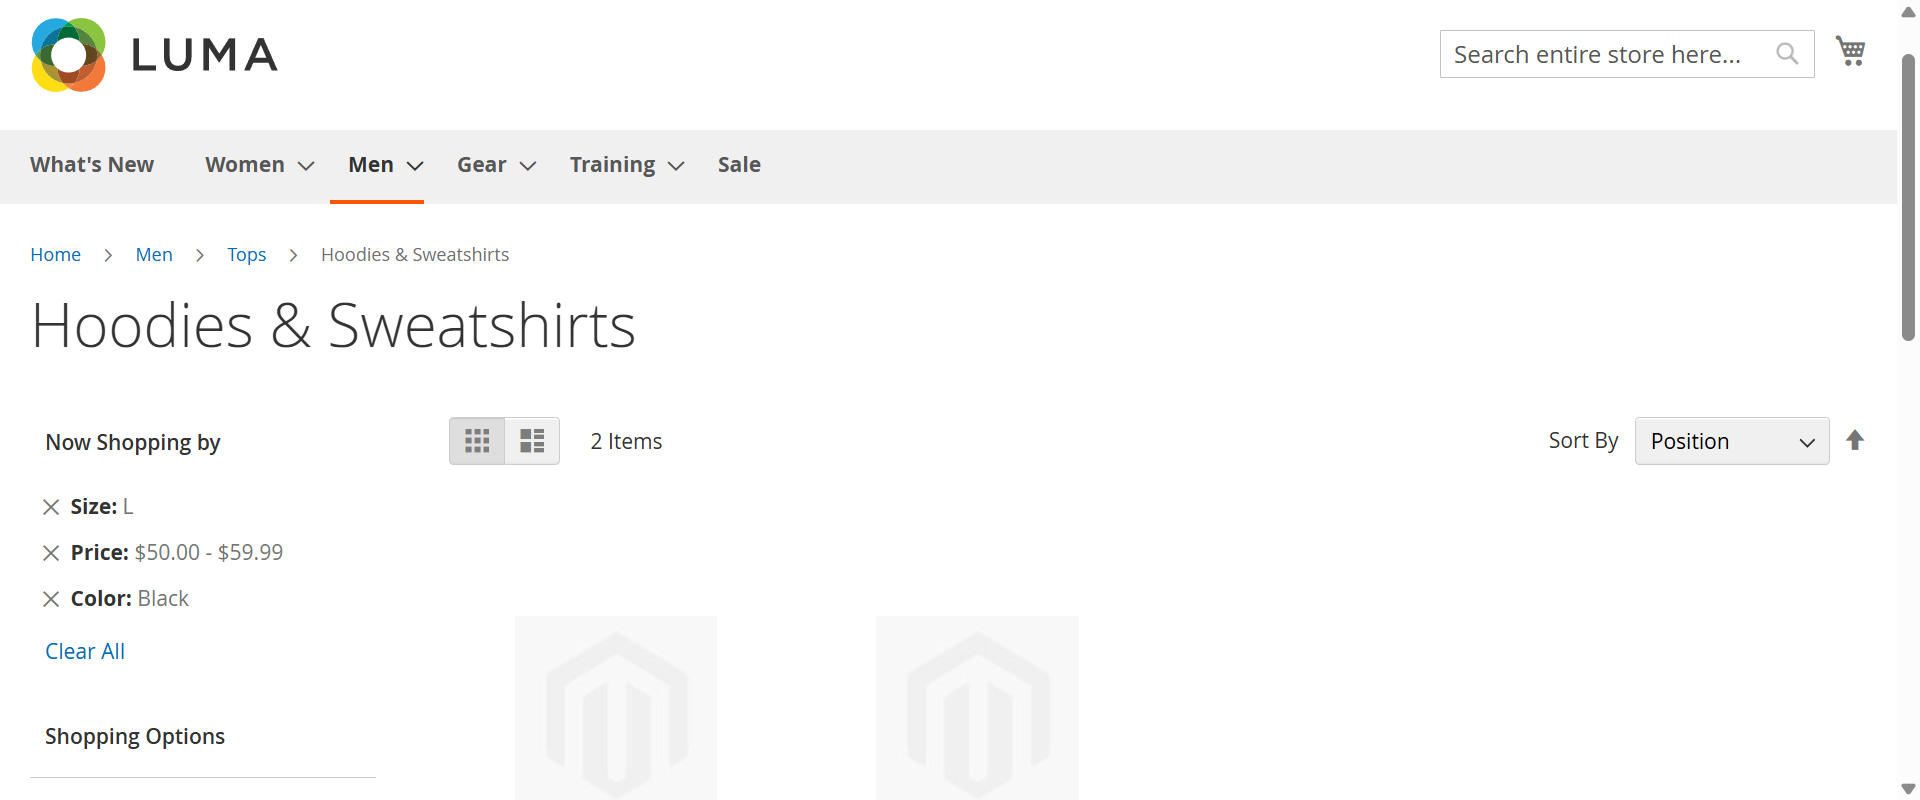 LUMA
Search entire store here...
What's New Women Men Gear Training Sale
Home Men Tops Hoodies & Sweatshirts
Hoodies & Sweatshirts
Now Shopping by
2 Items
Sort By Position
Size: L
Price: $50.00 - $59.99
Color: Black
Clear All
Shopping Options